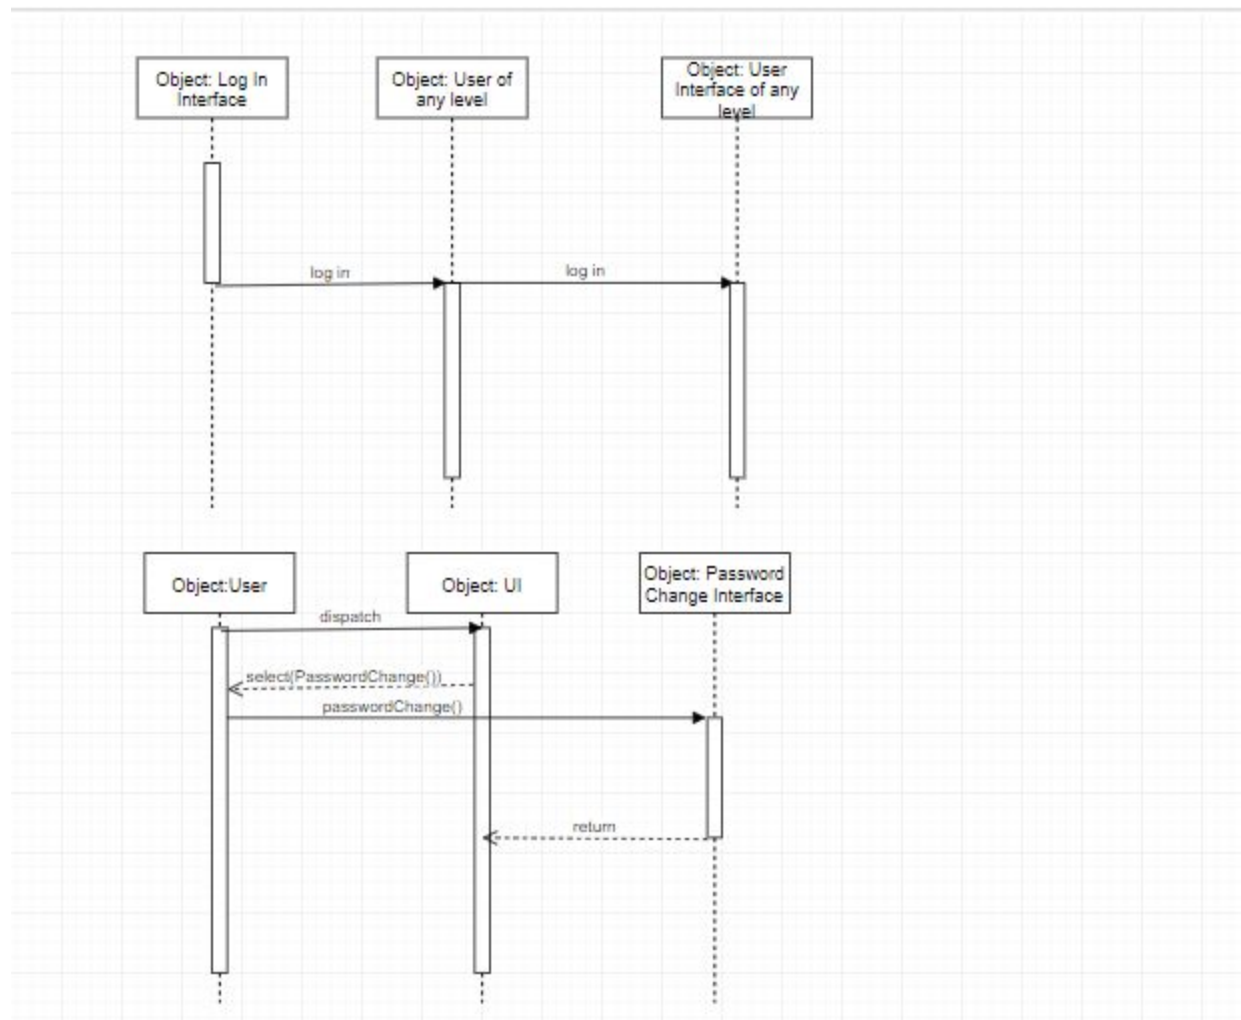 Object: Log In
Interface
Object: User of
any level
Object: User
Interface of any
level
log in
log in
Object:User
Object: UI
Object: Password
Change Interface
dispatch
select(PasswordChange())
passwordChange()
return